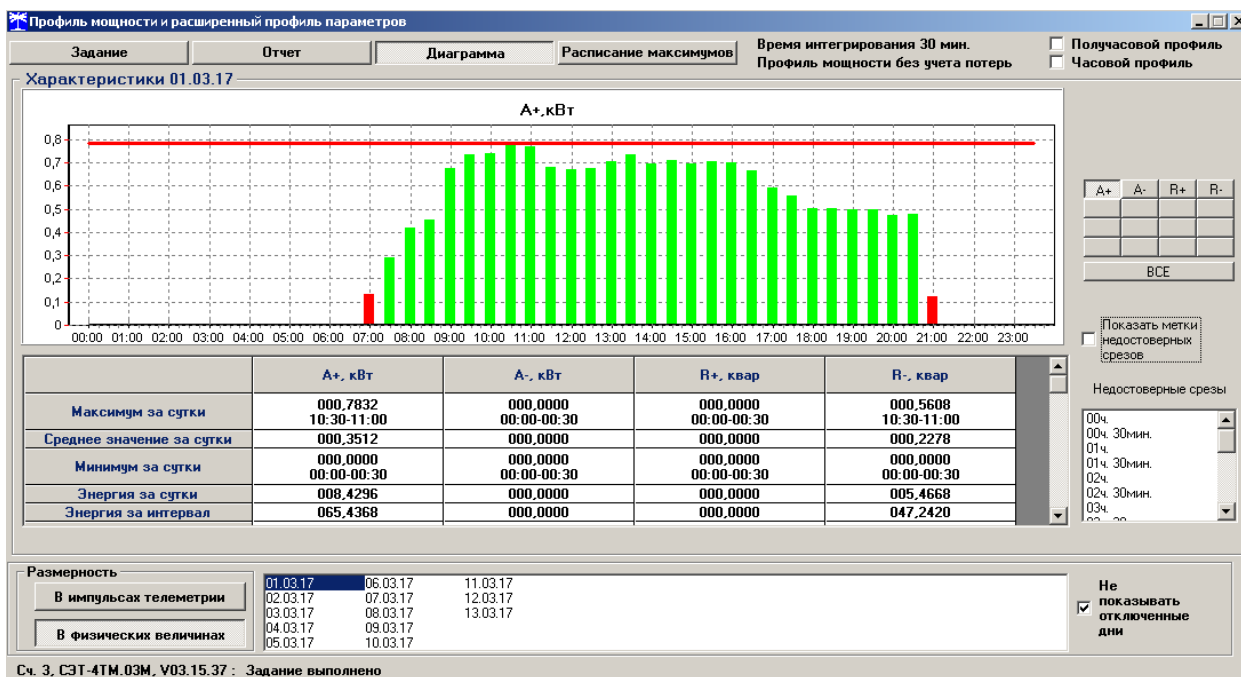 Профиль мощности и расширенный профиль параметров
Задание
Отчет
Диаграмма
Расписание максимумов
Время интегрирования 30 мин.
Профиль мощности без учета потерь
Получасовой профиль
Часовой профиль
Характеристики 01.03.17
A+,кВт
0,8
0,7
0,6
0,5
0,4
0,3
0,2
0,1
0
00:00 01:00 02:00 03:00 04:00 05:00 06:00 07:00 08:00 09:00 10:00 11:00 12:00 13:00 14:00 15:00 16:00 17:00 18:00 19:00 20:00 21:00 22:00 23:00
A+ A- R+ R-
ВСЕ
Показать метки
недостоверных
срезов
Недостоверные срезы
00ч.
00ч. 30мин.
01ч.
01ч. 30мин.
02ч.
02ч. 30мин.
03ч.
A+, кВт A-, кВт R+, квар R-, квар
Максимум за сутки 000,7832 000,0000 000,0000 000,5608
10:30-11:00 00:00-00:30 00:00-00:30 10:30-11:00
Среднее значение за сутки 000,3512 000,0000 000,0000 000,2278
Минимум за сутки 000,0000 000,0000 000,0000 000,0000
00:00-00:30 00:00-00:30 00:00-00:30 00:00-00:30
Энергия за сутки 008,4296 000,0000 000,0000 005,4668
Энергия за интервал 065,4368 000,0000 000,0000 047,2420
Размерность
В импульсах телеметрии
В физических величинах
01.03.17 06.03.17 11.03.17
02.03.17 07.03.17 12.03.17
03.03.17 08.03.17 13.03.17
04.03.17 09.03.17
05.03.17 10.03.17
Не
показывать
отключенные
дни
Сч. 3, СЭТ-4ТМ.03М, V03.15.37 : Задание выполнено